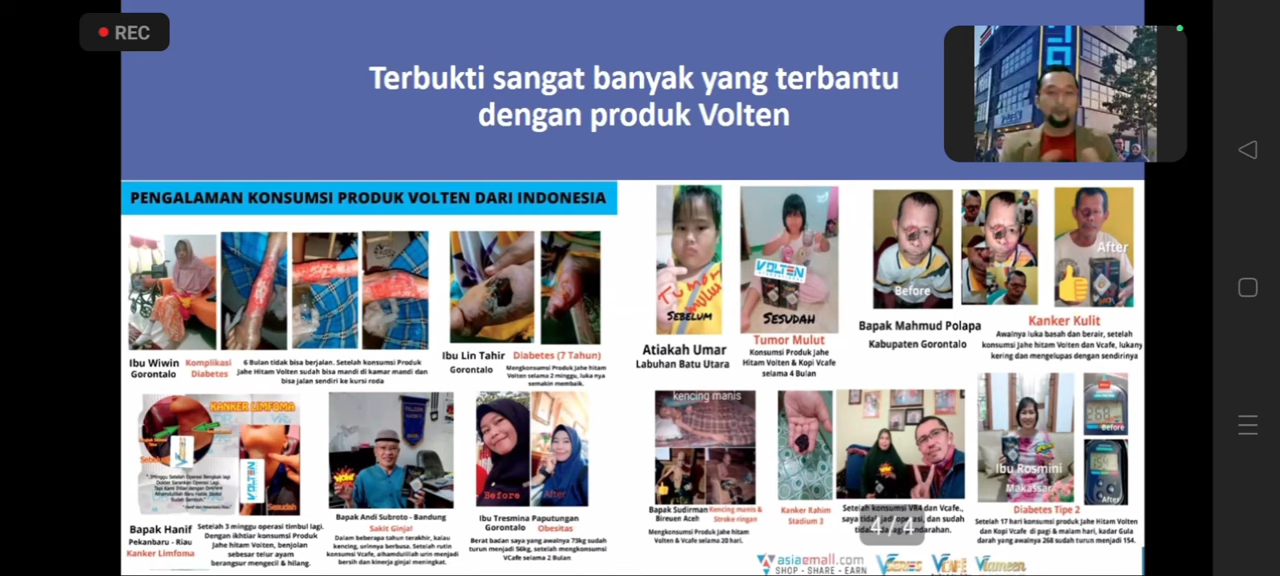 REC
Terbukti sangat banyak yang terbantu
dengan produk Volten
PENGALAMAN KONSUMSI PRODUK VOLTEN DARI INDONESIA
Ibu Wiwin
Gorontalo
Komplikasi
Diabetes
6 Bulan tidak bisa berjalan. Setelah konsumsi Produk
Jahe Hitam Volten sudah bisa mandi di kamar mandi dan
bisa jalan sendiri ke kursi roda
Ibu Lin Tahir
Gorontalo
Diabetes (7 Tahun)
Mengkonsumsi Produk Jahe hitam
Volten selama 2 minggu, luka nya
semakin membaik.
Tumor
Mulut
SEBELUM
VOLTEN
SESUDAH
Atiakah Umar
Labuhan Batu Utara
Tumor Mulut
Konsumsi Produk Jahe
Hitam Volten & Kopi Vcafe
selama 4 Bulan
Before
After
Bapak Mahmud Polapa
Kabupaten Gorontalo
Kanker Kulit
Awalnya luka basah dan berair, setelah
konsumsi Jahe hitam Volten dan Vcafe, lukany
kering dan mengelupas dengan sendirinya
KANKER LIMFOMA
VOLTEN
Sesudah
Bapak Hanif
Pekanbaru - Riau
Kanker Limfoma
Setelah 3 minggu operasi timbul lagi.
Dengan ikhtiar konsumsi Produk
Jahe hitam Volten, benjolan
sebesar telur ayam
berangsur mengecil & hilang.
WOW!
Bapak Andi Subroto - Bandung
Sakit Ginjal
Dalam beberapa tahun terakhir, kalau
kencing, urinnya berbusa. Setelah rutin
konsumsi Vcafe, alhamdulillah urin menjadi
bersih dan kinerja ginjal meningkat.
Before
After
Ibu Tresmina Paputungan
Gorontalo
Obesitas
Berat badan saya yang awalnya 73kg sudah
turun menjadi 56kg, setelah mengkonsumsi
VCafe selama 2 Bulan
kencing manis
Bapak Sudirman
Bireuen Aceh
Kencing manis &
Stroke ringan
Mengkonsumsi Produk Jahe hitam
Volten & Vcafe selama 20 hari.
Kanker Rahim
Stadium 3
Setelah konsumsi VR4 dan Vcafe.,
4 / 4
Ibu Rosmini
Makassar
268
Before
After
Diabetes Tipe 2
Setelah 17 hari konsumsi produk Jahe Hitam Volten
dan Kopi Vcafe di pagi & malam hari, kadar Gula
darah yang awalnya 268 sudah turun menjadi 154.
asiaemall.com
SHOP - SHARE - EARN
VSERIES
Vitameen